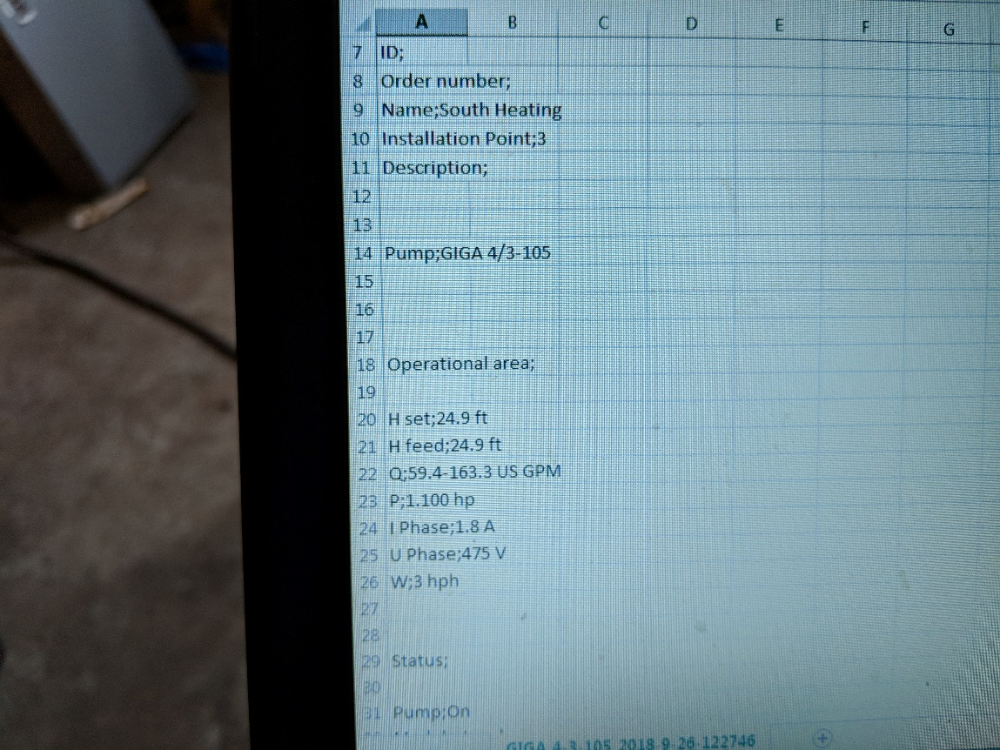 A B C D E F G
7 ID;
8 Order number;
9 Name;South Heating
10 Installation Point;3
11 Description;
12
13
14 Pump;GIGA 4/3-105
15
16
17
18 Operational area;
19
20 H set;24.9 ft
21 H feed;24.9 ft
22 Q;59.4-163.3 US GPM
23 P;1.100 hp
24 I Phase;1.8 A
25 U Phase;475 V
26 W;3 hph
27
28
29 Status;
30
31 Pump;On
GIGA 4-3-105_2018-9-26-122746